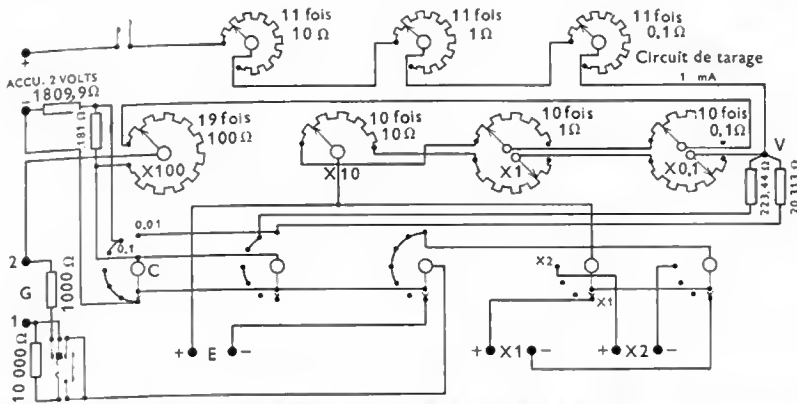 11 fois
10 Ω
11 fois
1 Ω
11 fois
0,1 Ω
Circuit de tarage
1 mA
+
ACCU. 2 VOLTS
−
1809,9 Ω
181 Ω
19 fois
100 Ω
X100
10 fois
10 Ω
X10
10 fois
1 Ω
X1
10 fois
0,1 Ω
X0,1
V
223,44 Ω
20,313 Ω
0,01
0,1
C
2
G
1000 Ω
1
10 000 Ω
X2
X1
+ E −
+ X1 −
+ X2 −